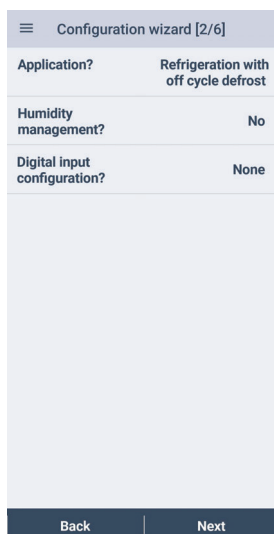 Configuration wizard [2/6]
Application?
Refrigeration with
off cycle defrost
Humidity
management?
No
Digital input
configuration?
None
Back
Next